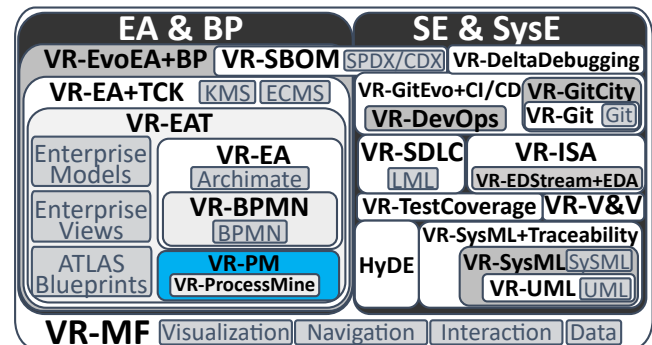 EA & BP
SE & SysE
VR-EvoEA+BP
VR-SBOM SPDX/CDX
VR-DeltaDebugging
VR-EA+TCK KMS ECMS
VR-EAT
Enterprise
Models
VR-EA
Archimate
Enterprise
Views
VR-BPMN
BPMN
ATLAS
Blueprints
VR-PM
VR-ProcessMine
VR-GitEvo+CI/CD
VR-DevOps
VR-GitCity
VR-Git Git
VR-SDLC
LML
VR-ISA
VR-EDStream+EDA
VR-TestCoverage
VR-V&V
HyDE
VR-SysML+Traceability
VR-SysML SySML
VR-UML UML
VR-MF Visualization Navigation Interaction Data